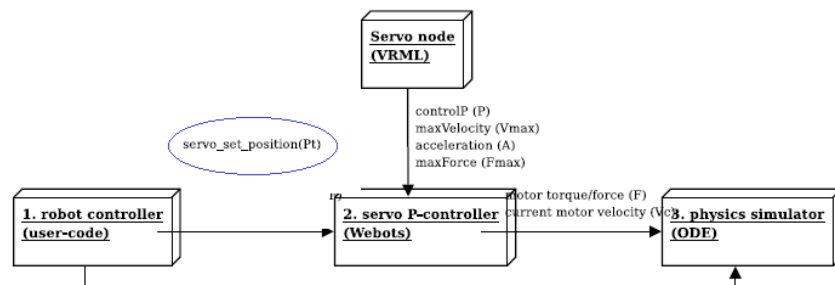 Servo node
(VRML)
controlP (P)
maxVelocity (Vmax)
acceleration (A)
maxForce (Fmax)
servo_set_position(Pt)
motor torque/force (F)
current motor velocity (Vc)
1. robot controller
(user-code)
2. servo P-controller
(Webots)
3. physics simulator
(ODE)